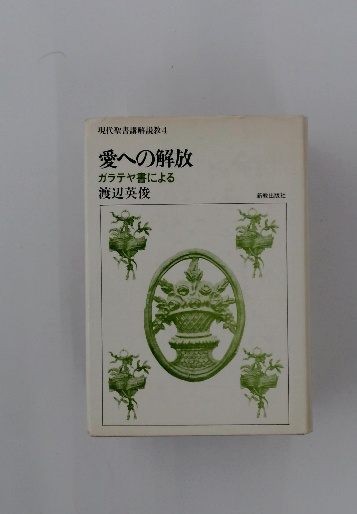 現代聖書講解説教4
愛への解放
ガラテヤ書による
渡辺英俊
新教出版社